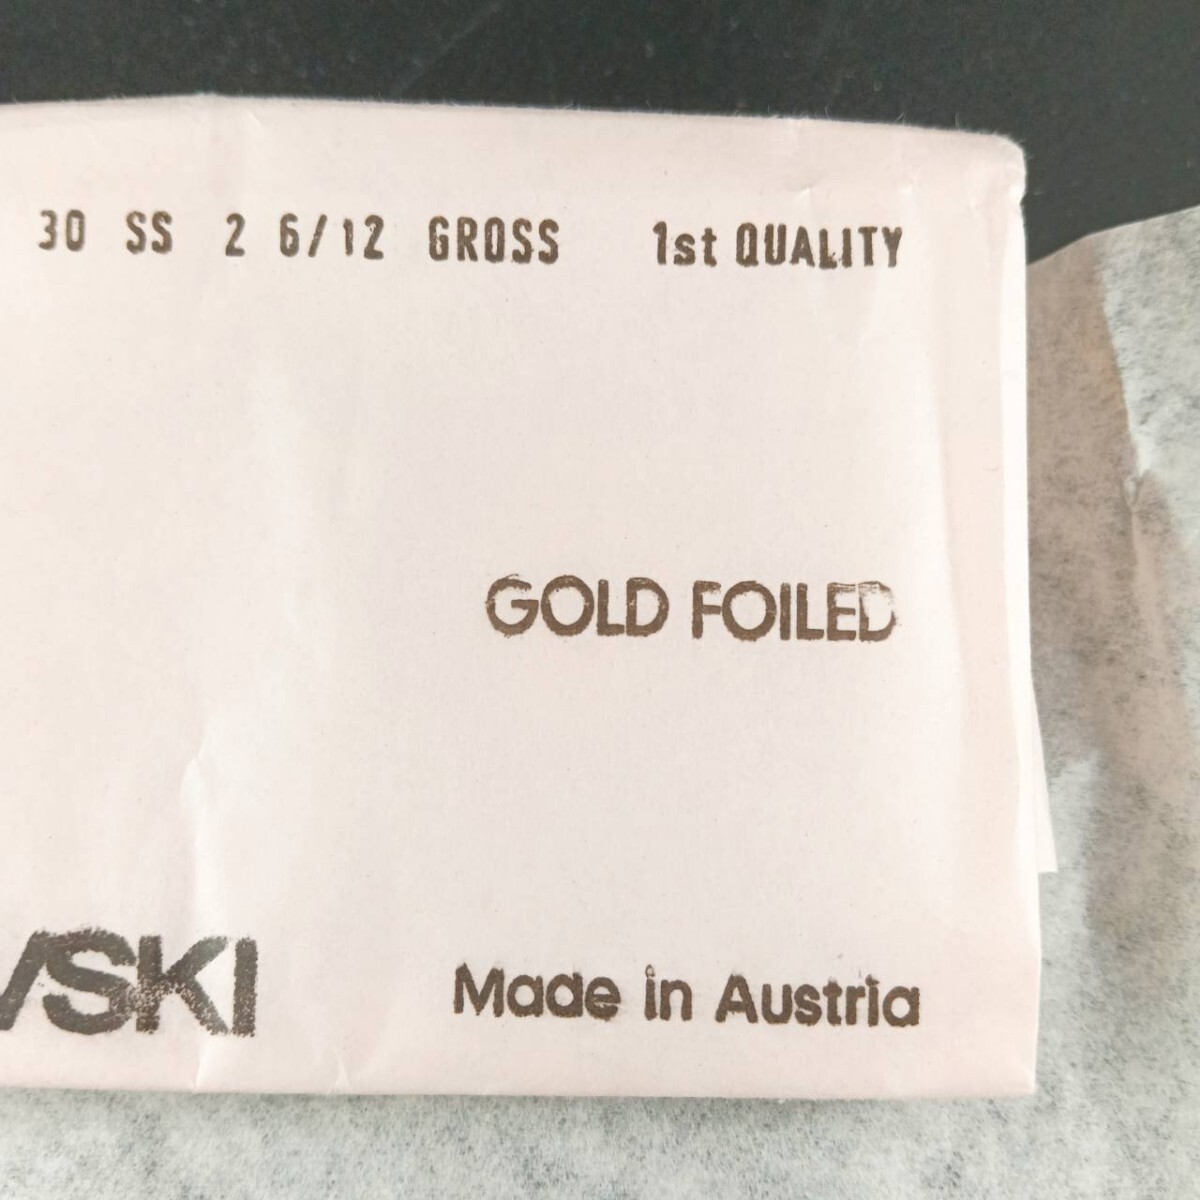 30 SS 2 6/12 GROSS 1st QUALITY
GOLD FOILED
VSKI Made in Austria